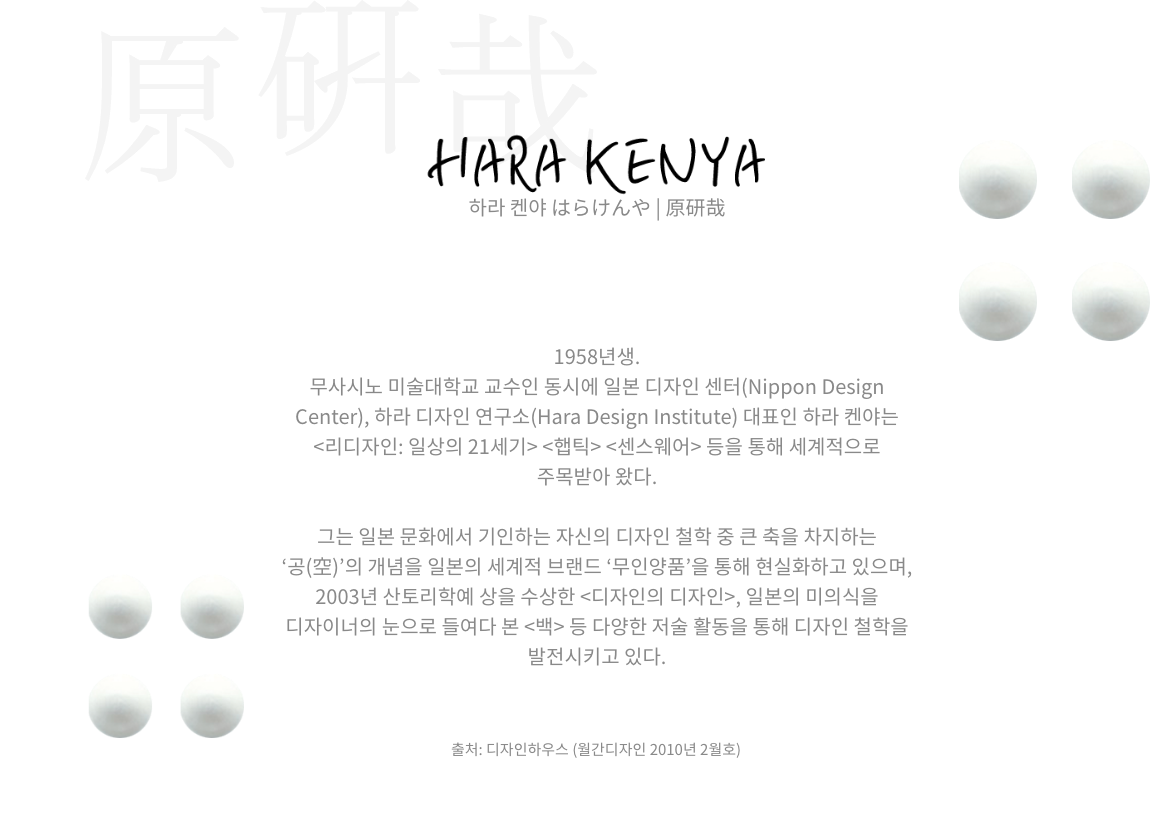 原研哉
HARA KENYA
하라 켄야 はらけんや | 原研哉
1958년생.
무사시노 미술대학교 교수인 동시에 일본 디자인 센터(Nippon Design
Center), 하라 디자인 연구소(Hara Design Institute) 대표인 하라 켄야는
<리디자인: 일상의 21세기> <햅틱> <센스웨어> 등을 통해 세계적으로
주목받아 왔다.
그는 일본 문화에서 기인하는 자신의 디자인 철학 중 큰 축을 차지하는
‘공(空)’의 개념을 일본의 세계적 브랜드 ‘무인양품’을 통해 현실화하고 있으며,
2003년 산토리학예 상을 수상한 <디자인의 디자인>, 일본의 미의식을
디자이너의 눈으로 들여다 본 <백> 등 다양한 저술 활동을 통해 디자인 철학을
발전시키고 있다.
출처: 디자인하우스 (월간디자인 2010년 2월호)